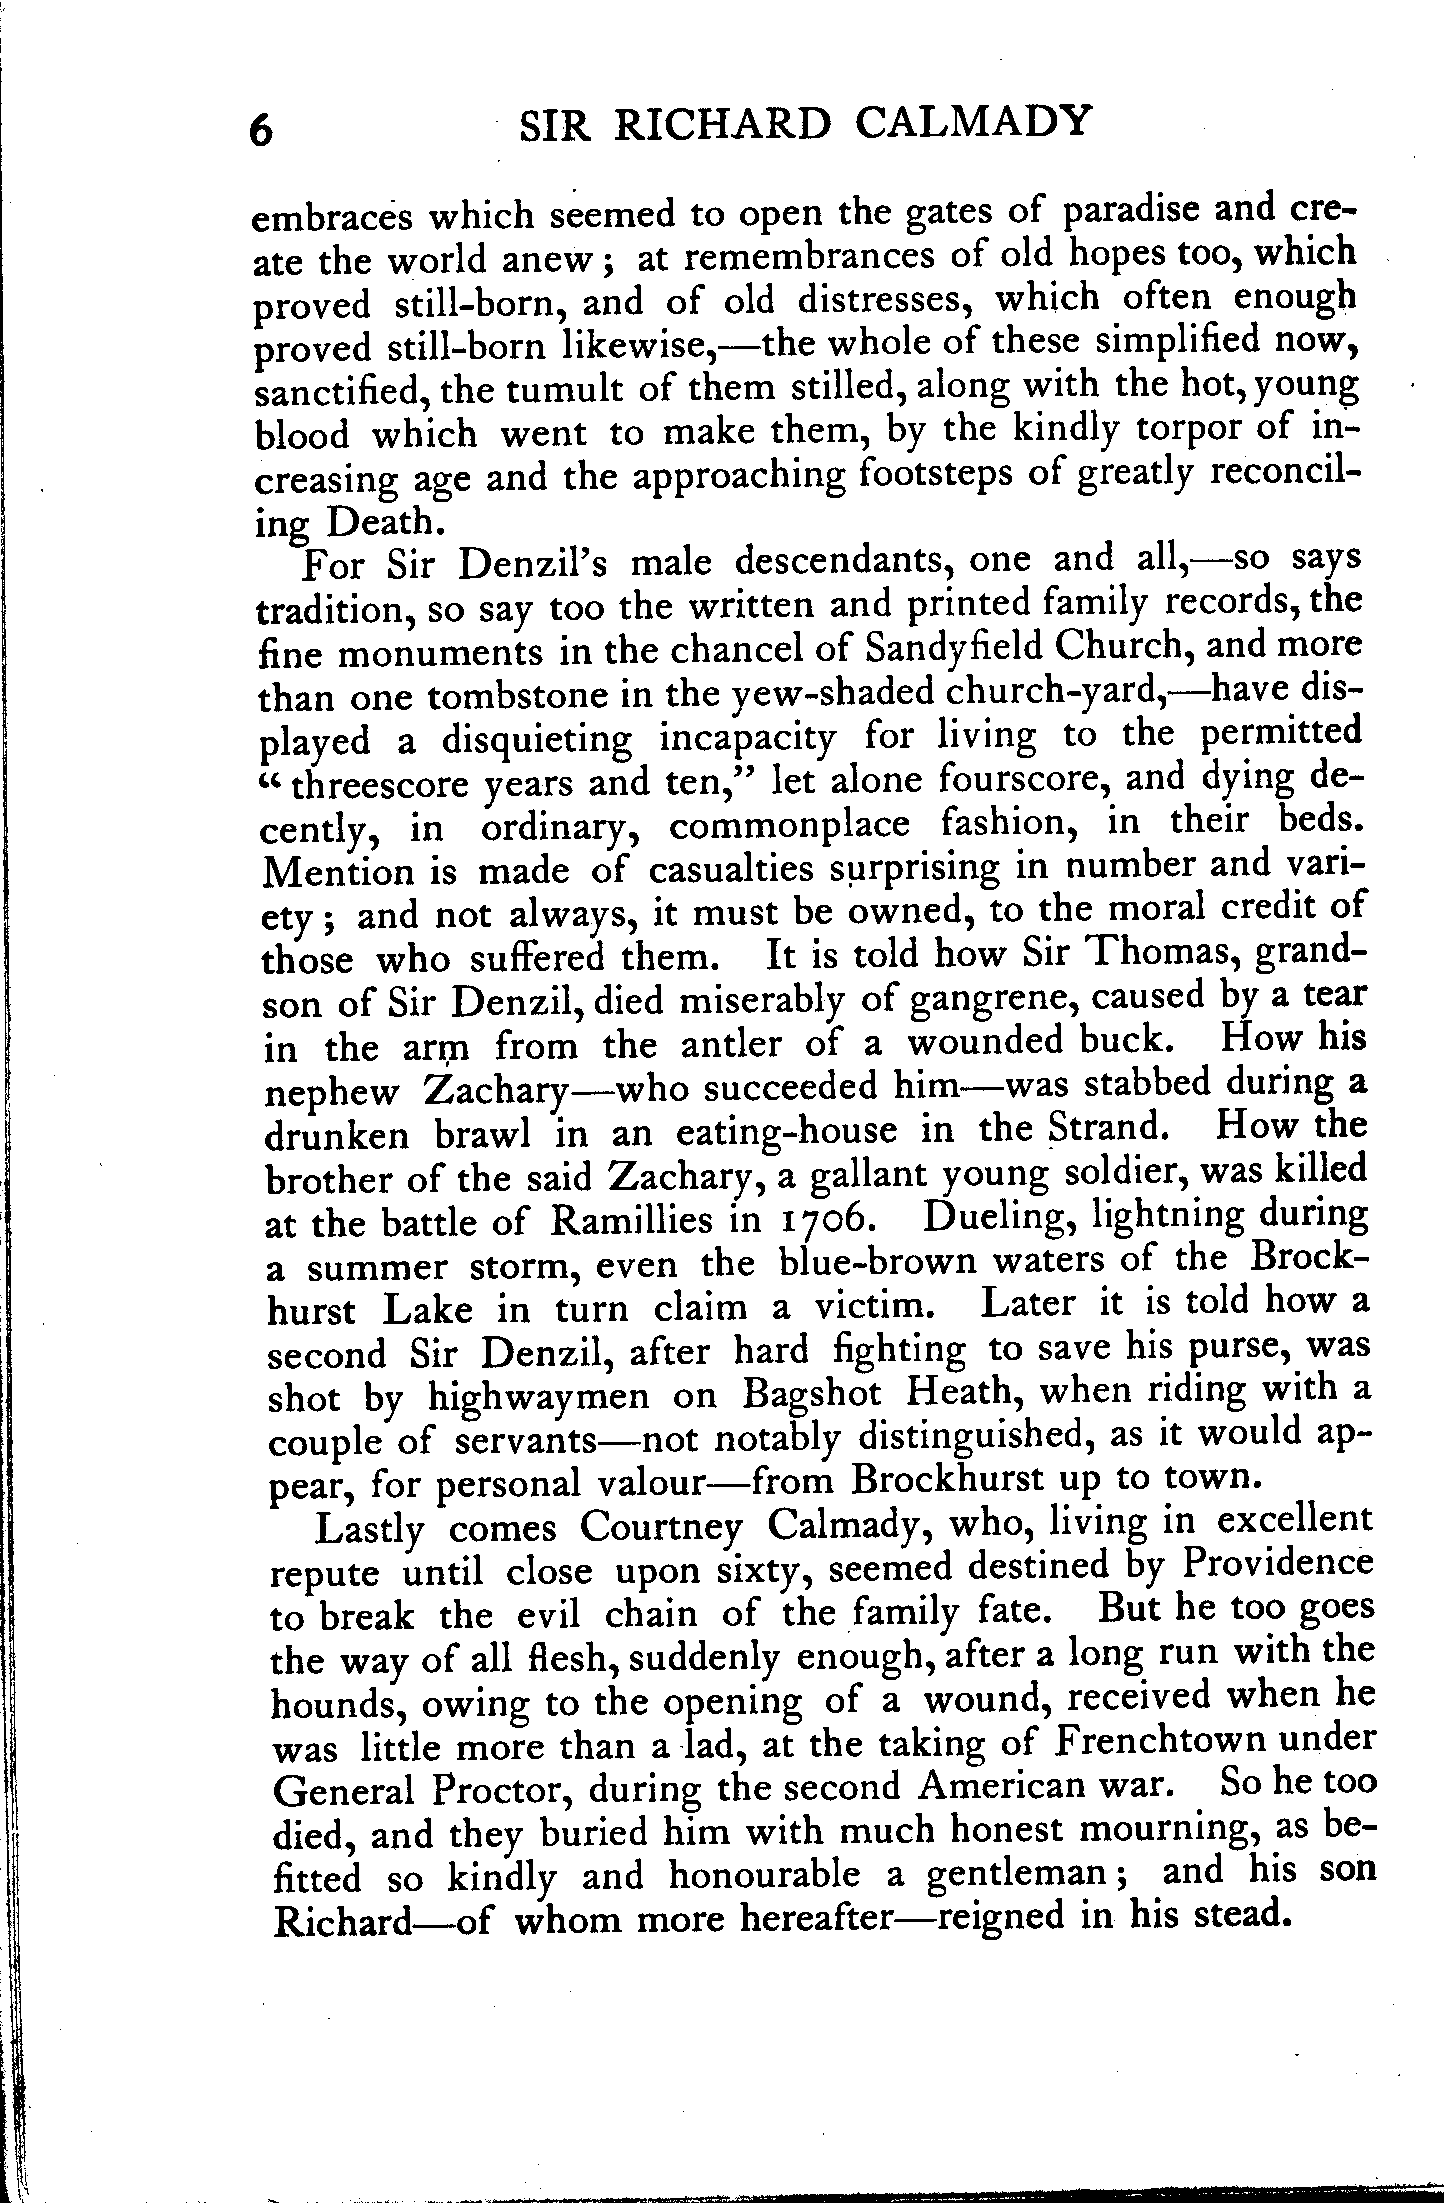 6 SIR RICHARD CALMADY
embraces which seemed to open the gates of paradise and cre-
ate the world anew; at remembrances of old hopes too, which
proved still-born, and of old distresses, which often enough
proved still-born likewise,—the whole of these simplified now,
sanctified, the tumult of them stilled, along with the hot, young
blood which went to make them, by the kindly torpor of in-
creasing age and the approaching footsteps of greatly reconcil-
ing Death.
For Sir Denzil's male descendants, one and all,—so says
tradition, so say too the written and printed family records, the
fine monuments in the chancel of Sandyfield Church, and more
than one tombstone in the yew-shaded church-yard,—have dis-
played a disquieting incapacity for living to the permitted
"threescore years and ten," let alone fourscore, and dying de-
cently, in ordinary, commonplace fashion, in their beds.
Mention is made of casualties surprising in number and vari-
ety; and not always, it must be owned, to the moral credit of
those who suffered them. It is told how Sir Thomas, grand-
son of Sir Denzil, died miserably of gangrene, caused by a tear
in the arm from the antler of a wounded buck. How his
nephew Zachary—who succeeded him—was stabbed during a
drunken brawl in an eating-house in the Strand. How the
brother of the said Zachary, a gallant young soldier, was killed
at the battle of Ramillies in 1706. Dueling, lightning during
a summer storm, even the blue-brown waters of the Brock-
hurst Lake in turn claim a victim. Later it is told how a
second Sir Denzil, after hard fighting to save his purse, was
shot by highwaymen on Bagshot Heath, when riding with a
couple of servants—not notably distinguished, as it would ap-
pear, for personal valour—from Brockhurst up to town.
Lastly comes Courtney Calmady, who, living in excellent
repute until close upon sixty, seemed destined by Providence
to break the evil chain of the family fate. But he too goes
the way of all flesh, suddenly enough, after a long run with the
hounds, owing to the opening of a wound, received when he
was little more than a lad, at the taking of Frenchtown under
General Proctor, during the second American war. So he too
died, and they buried him with much honest mourning, as be-
fitted so kindly and honourable a gentleman; and his son
Richard—of whom more hereafter—reigned in his stead.